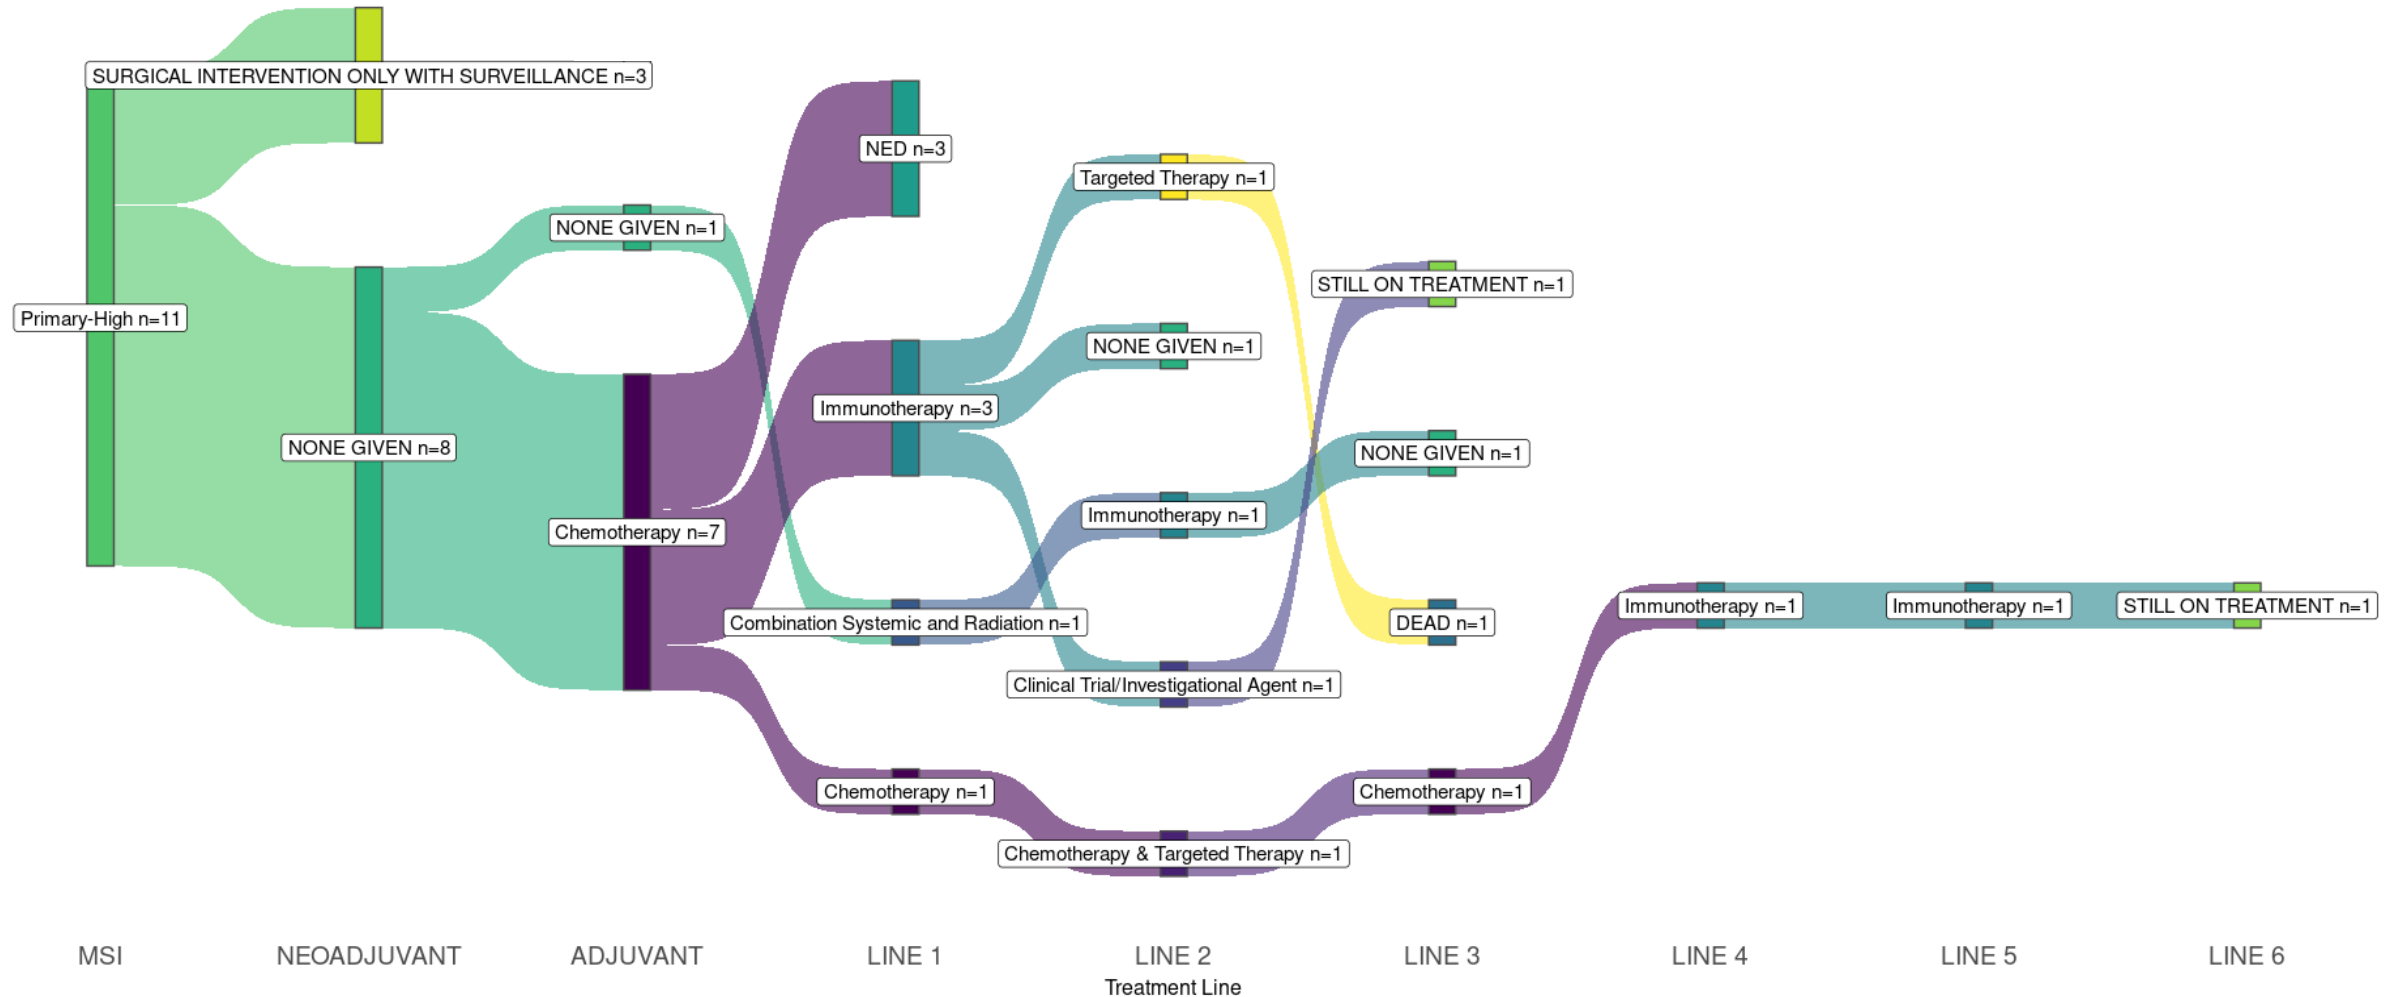 SURGICAL INTERVENTION ONLY WITH SURVEILLANCE n=3
NED n=3
Targeted Therapy n=1
NONE GIVEN n=1
STILL ON TREATMENT n=1
Primary-High n=11
NONE GIVEN n=1
Immunotherapy n=3
NONE GIVEN n=8
NONE GIVEN n=1
Immunotherapy n=1
Chemotherapy n=7
Immunotherapy n=1
Immunotherapy n=1
STILL ON TREATMENT n=1
Combination Systemic and Radiation n=1
DEAD n=1
Clinical Trial/Investigational Agent n=1
Chemotherapy n=1
Chemotherapy n=1
Chemotherapy & Targeted Therapy n=1
MSI NEOADJUVANT ADJUVANT LINE 1 LINE 2 LINE 3 LINE 4 LINE 5 LINE 6
Treatment Line